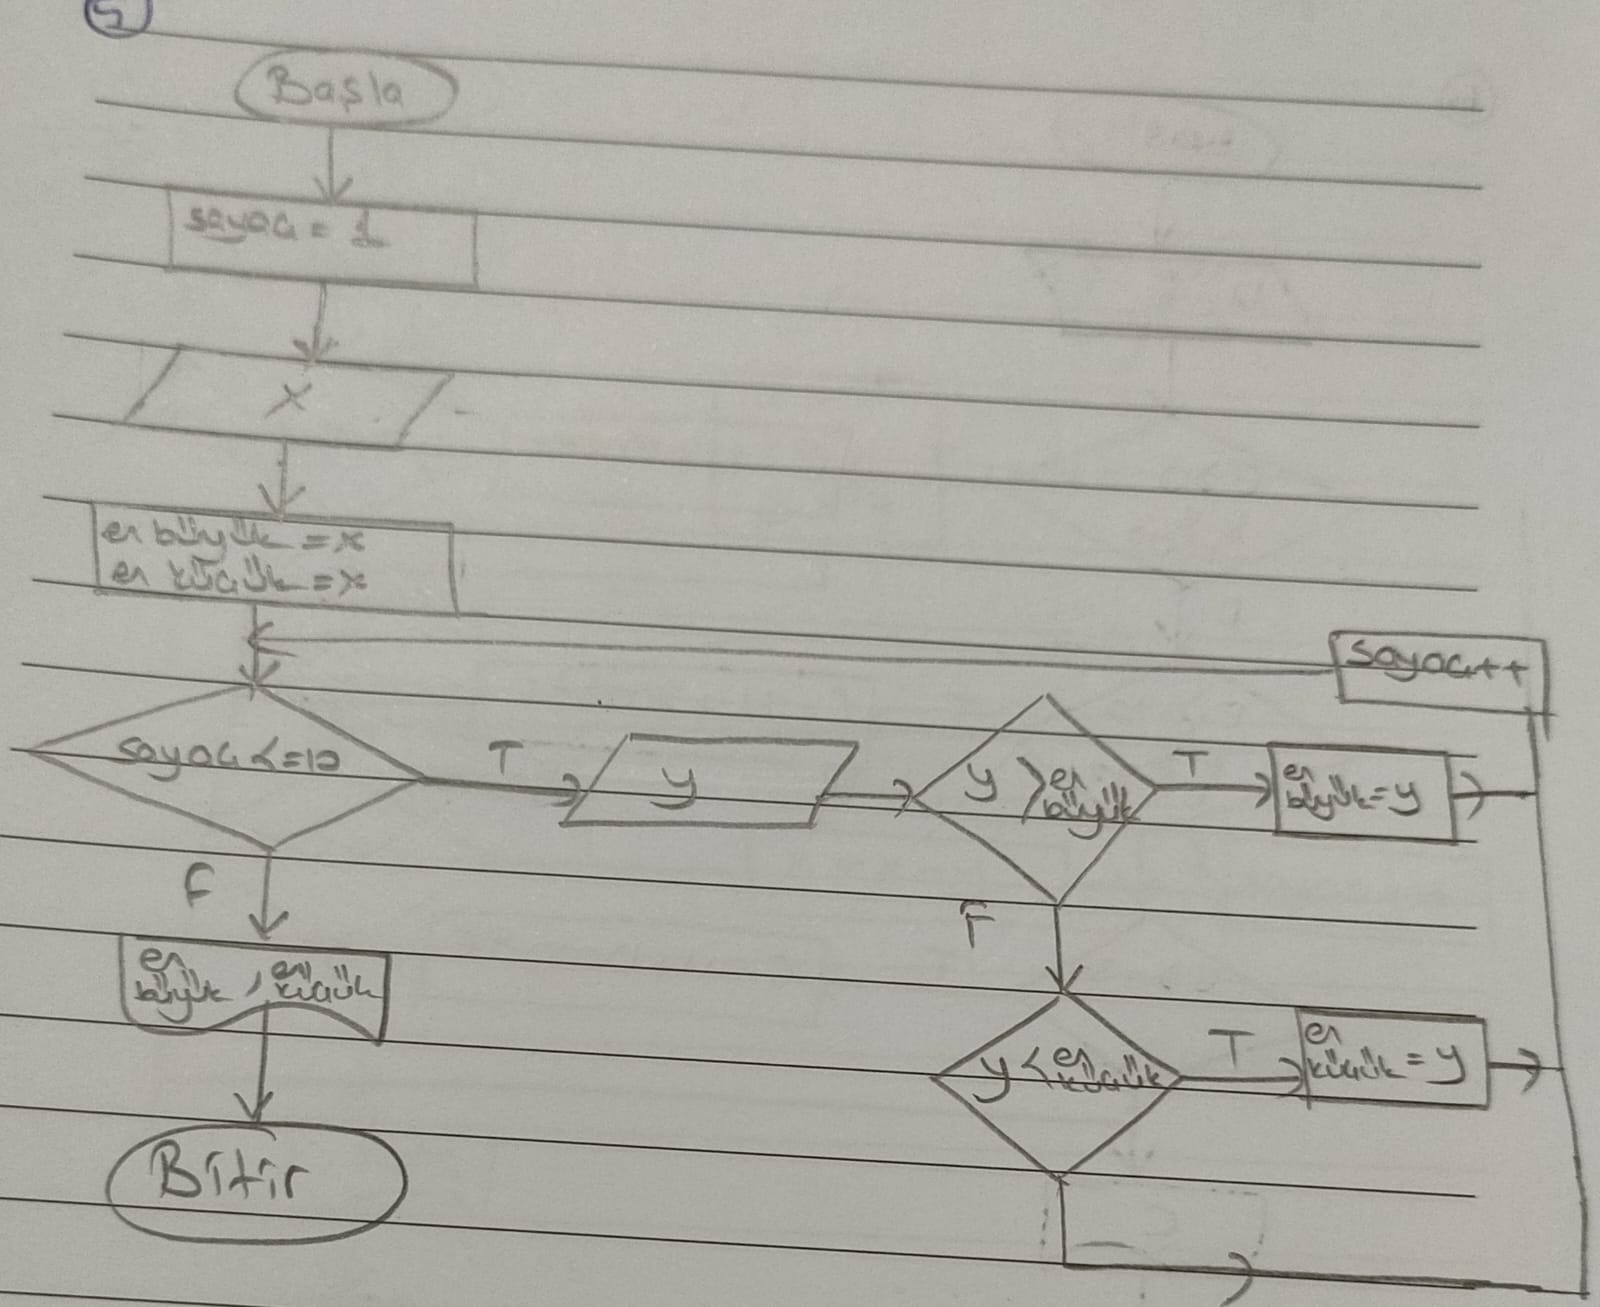 5
Başla
sayaç = 1
x
en büyük = x
en küçük = x
sayaç++
sayaç <=10
T
y
y > en
büyük
T
en
büyük = y
F
F
en
büyük , en
küçük
y < en
küçük
T
en
küçük = y
Bitir